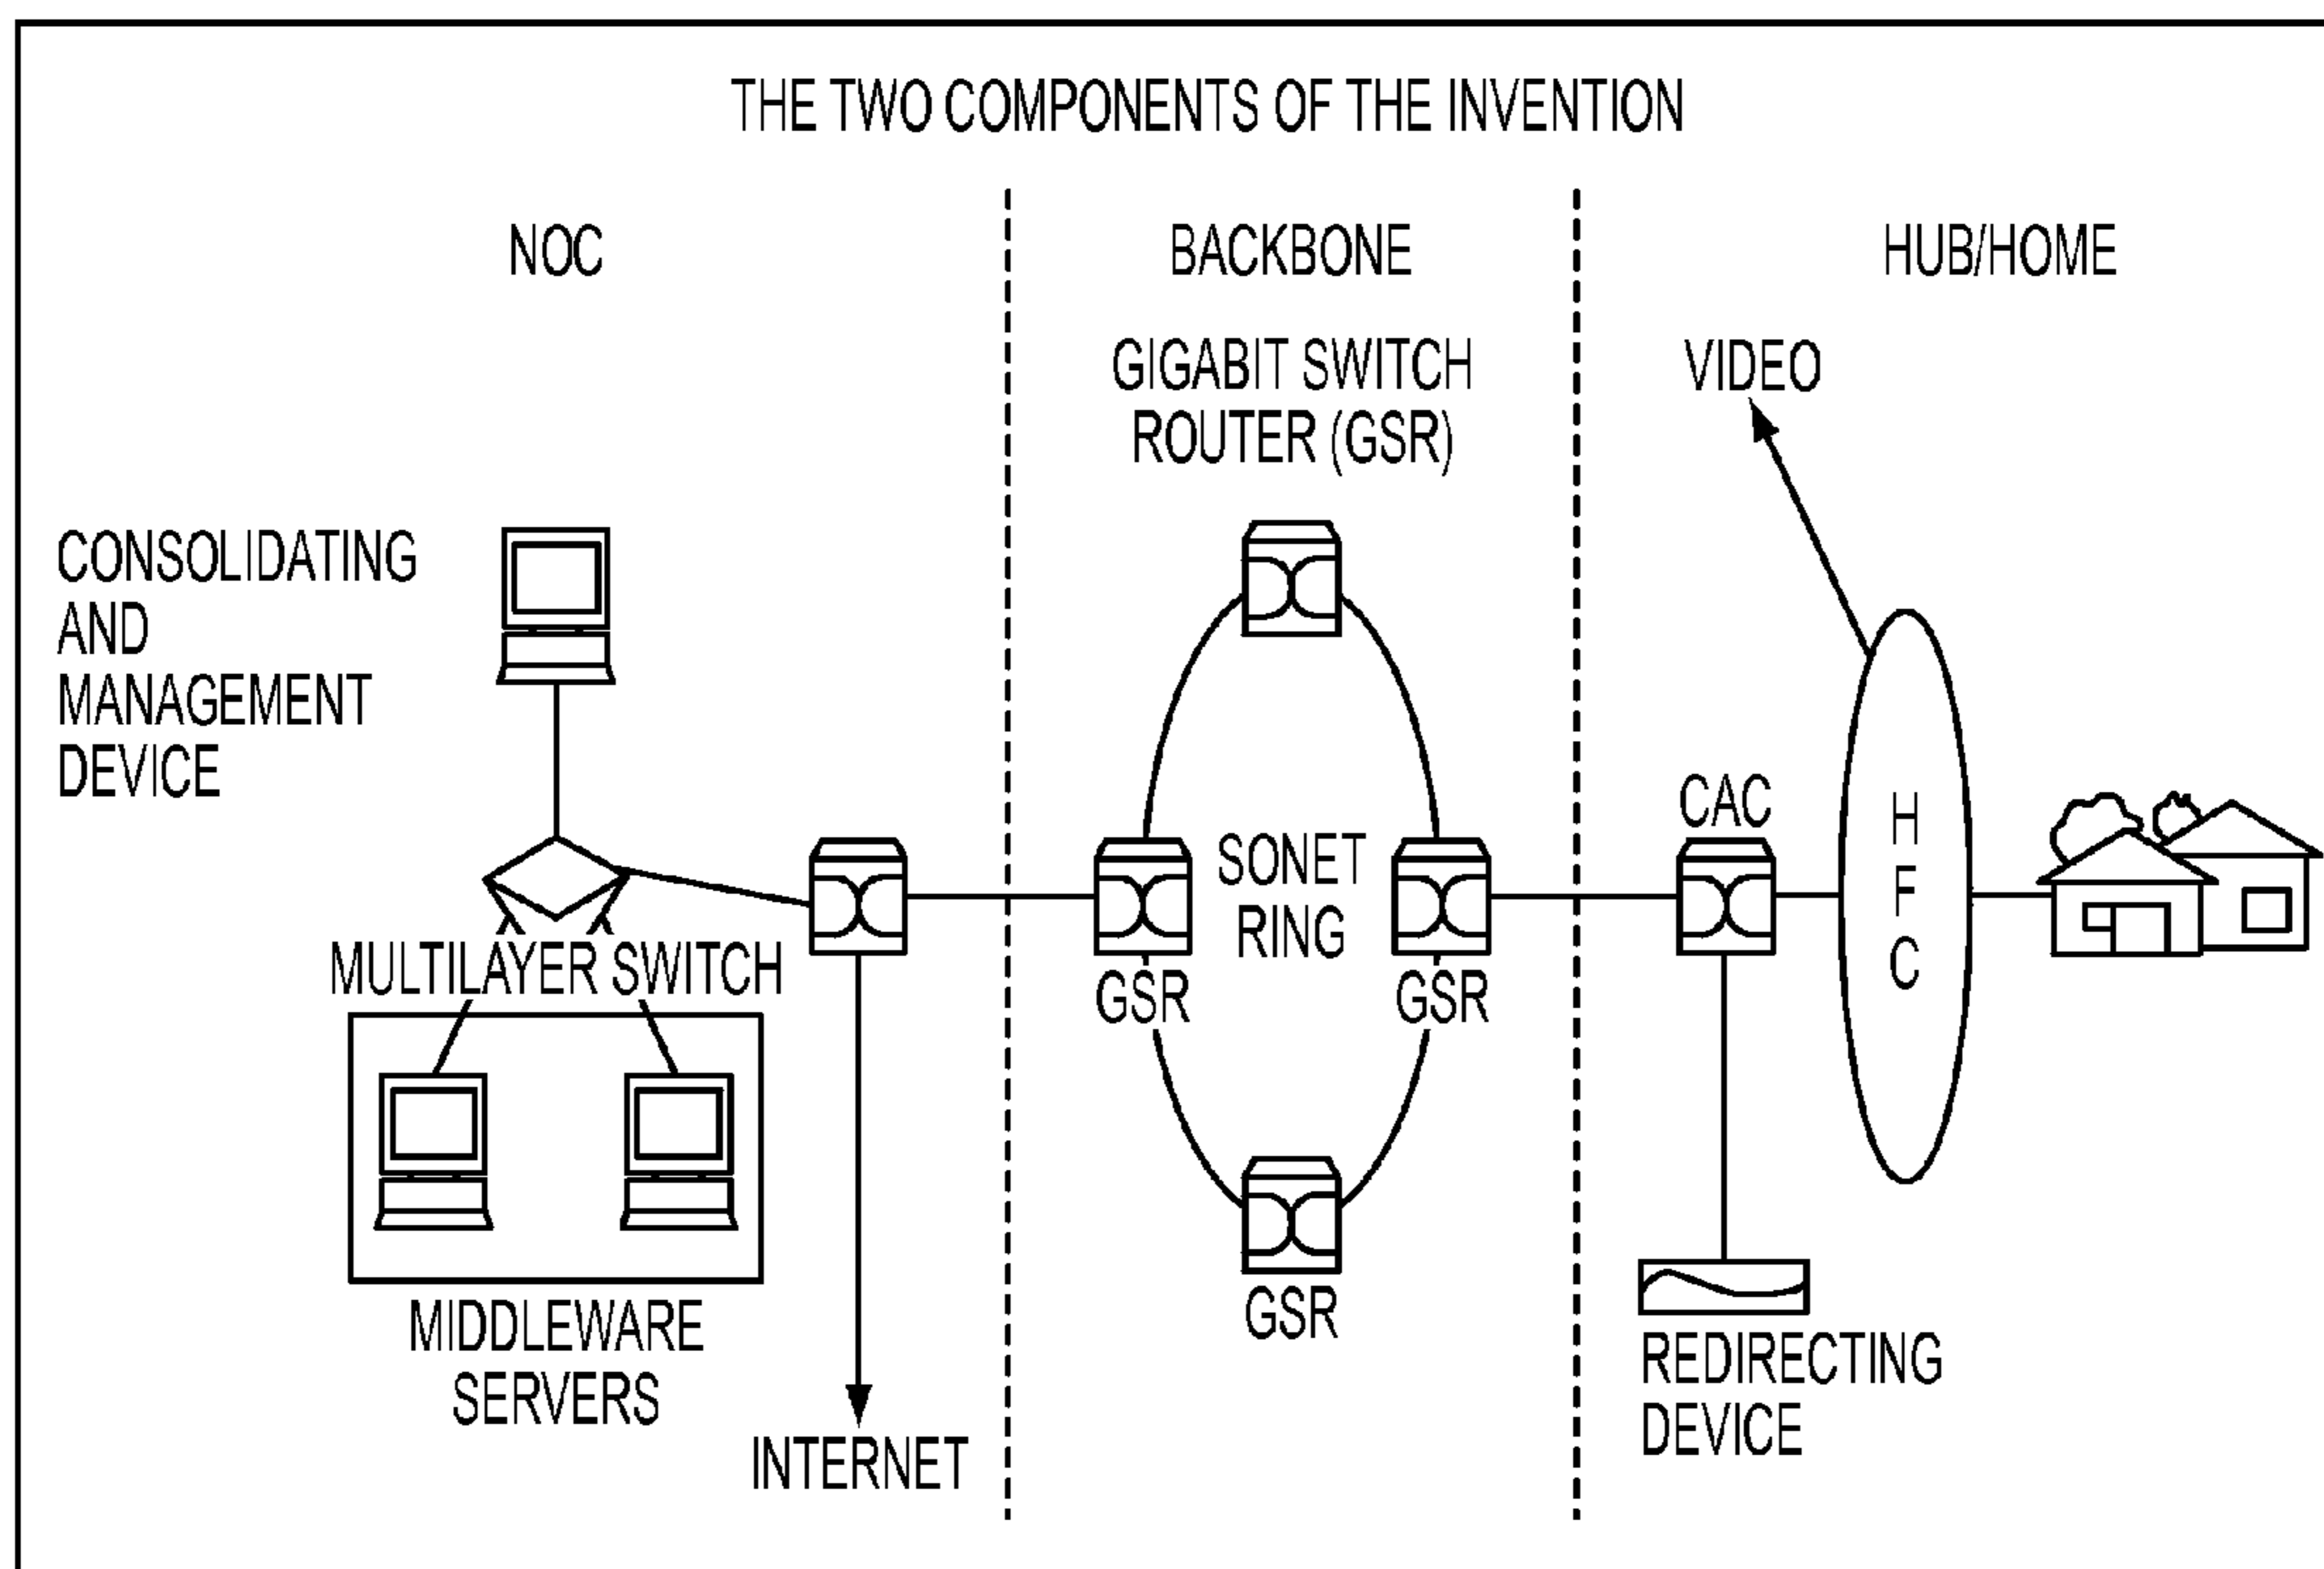 THE TWO COMPONENTS OF THE INVENTION
NOC
BACKBONE
HUB/HOME
GIGABIT SWITCH
ROUTER (GSR)
VIDEO
CONSOLIDATING
AND
MANAGEMENT
DEVICE
CAC
SONET
RING
H
F
C
MULTILAYER SWITCH
GSR
GSR
GSR
MIDDLEWARE
SERVERS
REDIRECTING
DEVICE
INTERNET